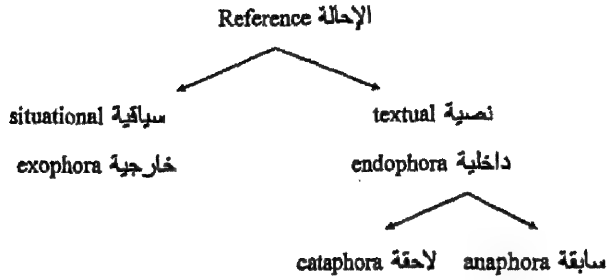 Reference الإحالة
situational سياقية
textual نصية
exophora خارجية
endophora داخلية
cataphora لاحقة
anaphora سابقة